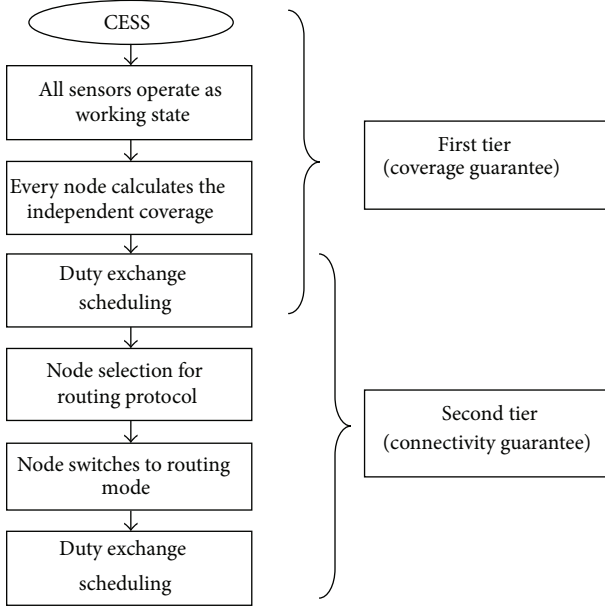 CESS
All sensors operate as
working state
Every node calculates the
independent coverage
Duty exchange
scheduling
Node selection for
routing protocol
Node switches to routing
mode
Duty exchange
scheduling
First tier
(coverage guarantee)
Second tier
(connectivity guarantee)